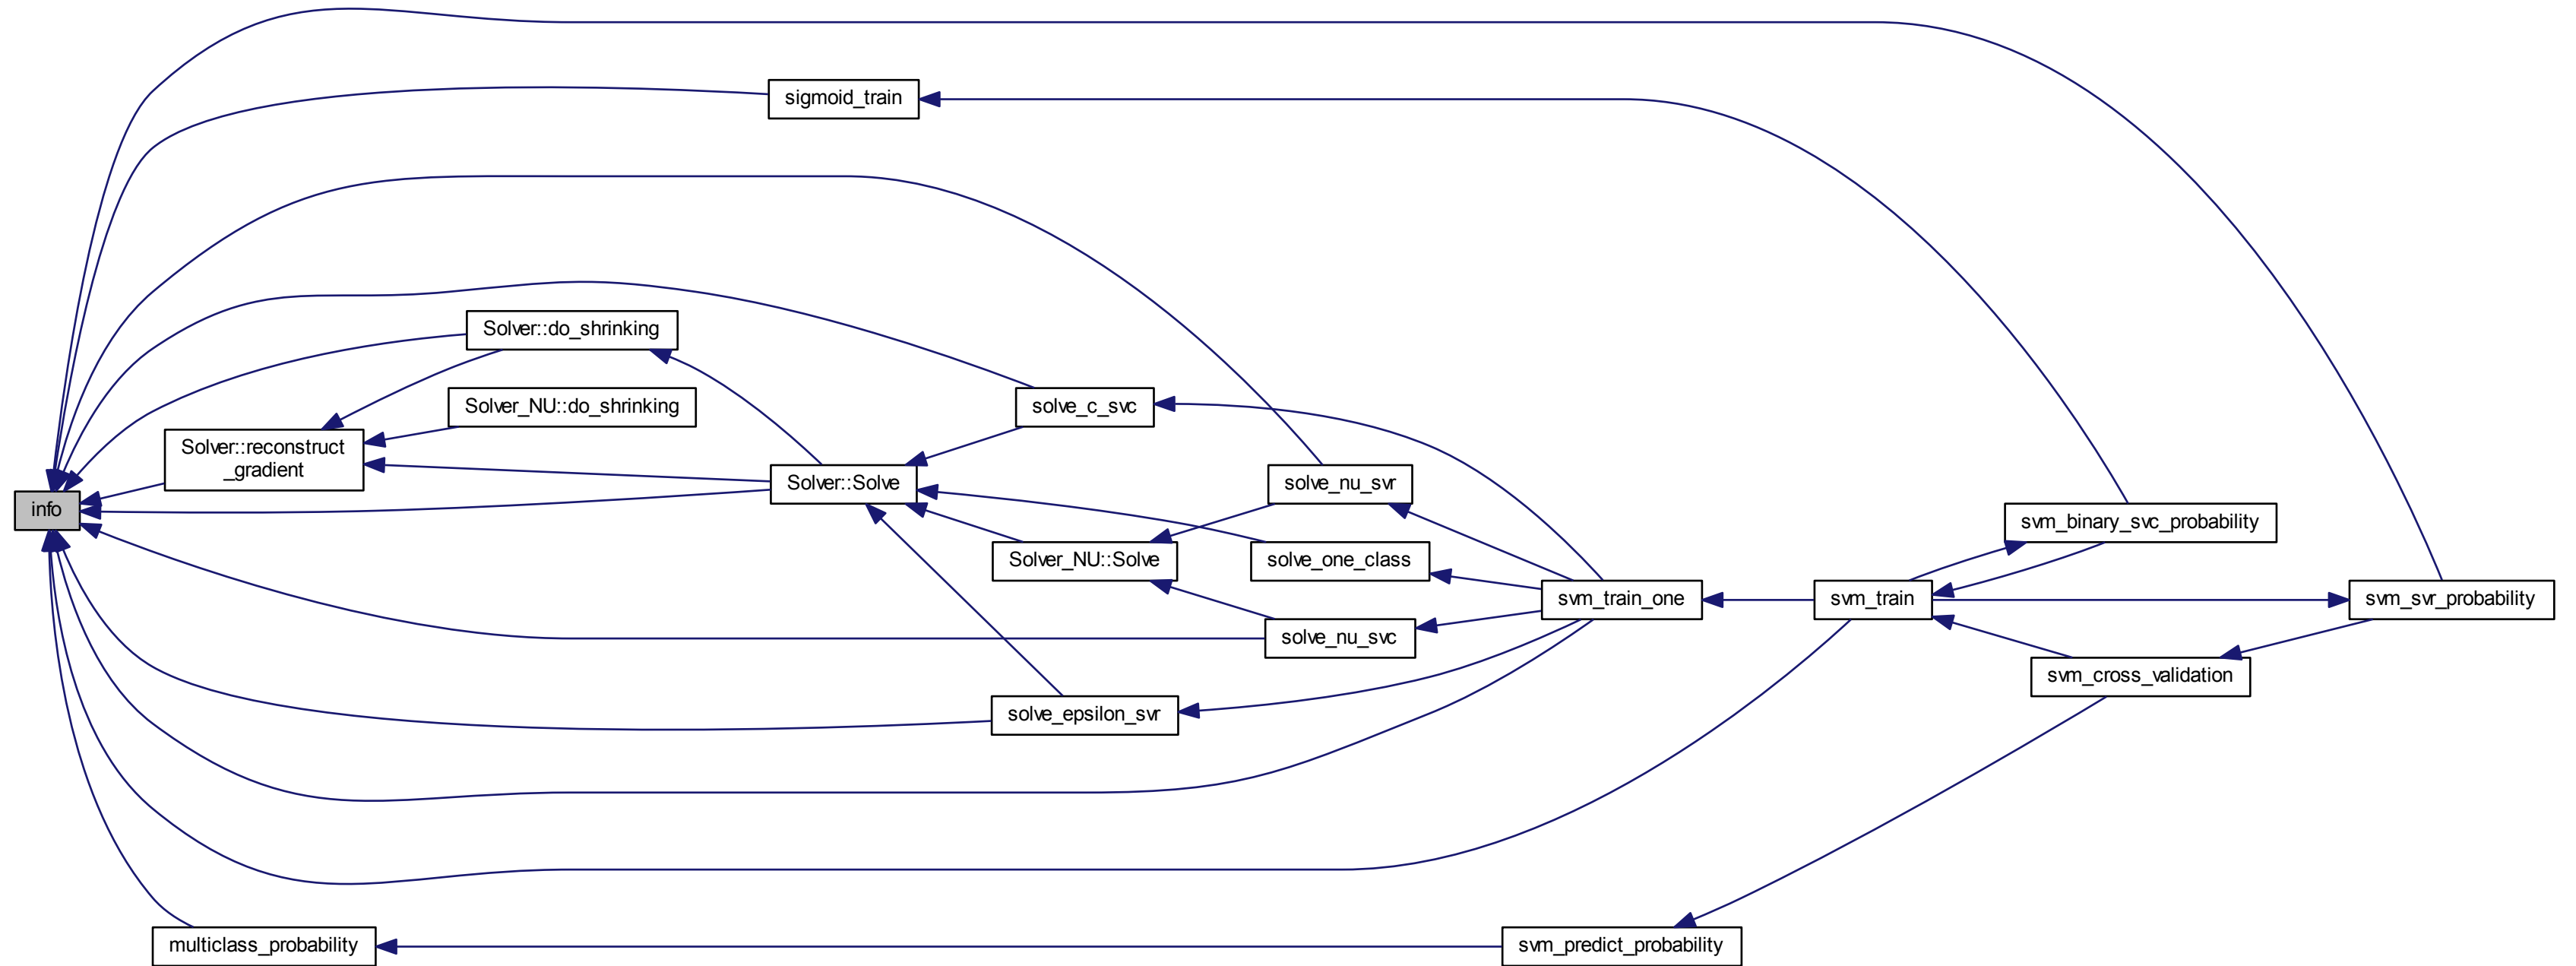 sigmoid_train
Solver::do_shrinking
Solver_NU::do_shrinking
solve_c_svc
Solver::reconstruct
_gradient
Solver::Solve
solve_nu_svr
info
svm_binary_svc_probability
Solver_NU::Solve
solve_one_class
svm_train_one
svm_train
svm_svr_probability
solve_nu_svc
svm_cross_validation
solve_epsilon_svr
multiclass_probability
svm_predict_probability